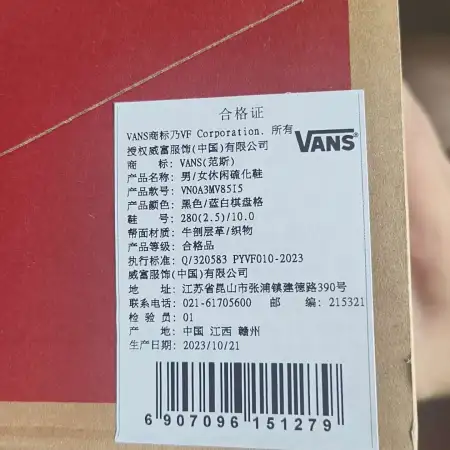 合格证
VANS商标乃VF Corporation. 所有
授权威富服饰(中国)有限公司
VANS
商 标: VANS(范斯)
产品名称: 男/女休闲硫化鞋
产品款号: VN0A3MV85I5
产品颜色: 黑色/蓝白棋盘格
鞋 号: 280(2.5)/10.0
帮面材质: 牛剖层革/织物
产品等级: 合格品
执行标准: Q/320583 PYVF010-2023
威富服饰(中国)有限公司
地 址: 江苏省昆山市张浦镇建德路390号
联系电话: 021-61705600 邮 编: 215321
检 验 员: 01
产 地: 中国 江西 赣州
生产日期: 2023/10/21
6 907096 151279